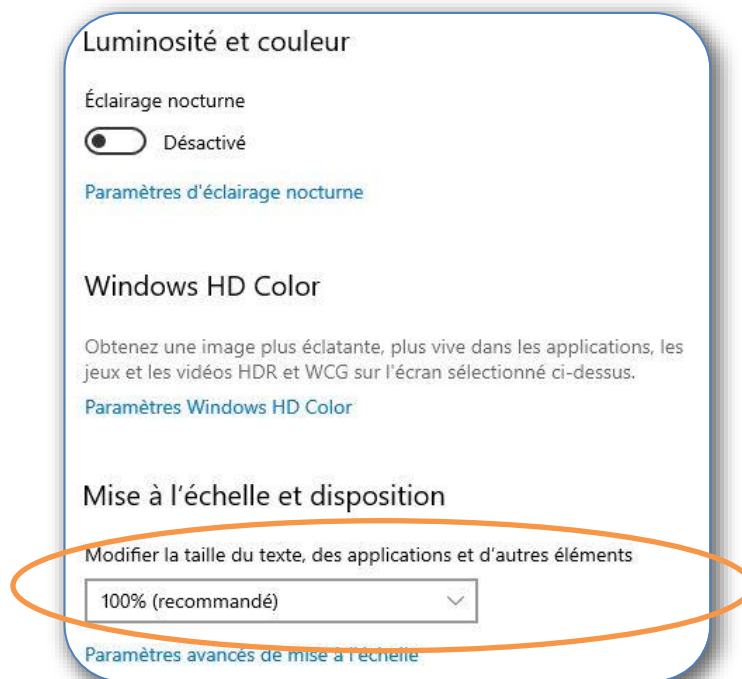 Luminosité et couleur
Éclairage nocturne
Désactivé
Paramètres d'éclairage nocturne
Windows HD Color
Obtenez une image plus éclatante, plus vive dans les applications, les
jeux et les vidéos HDR et WCG sur l'écran sélectionné ci-dessus.
Paramètres Windows HD Color
Mise à l'échelle et disposition
Modifier la taille du texte, des applications et d'autres éléments
100% (recommandé)
Paramètres avancés de mise à l'échelle